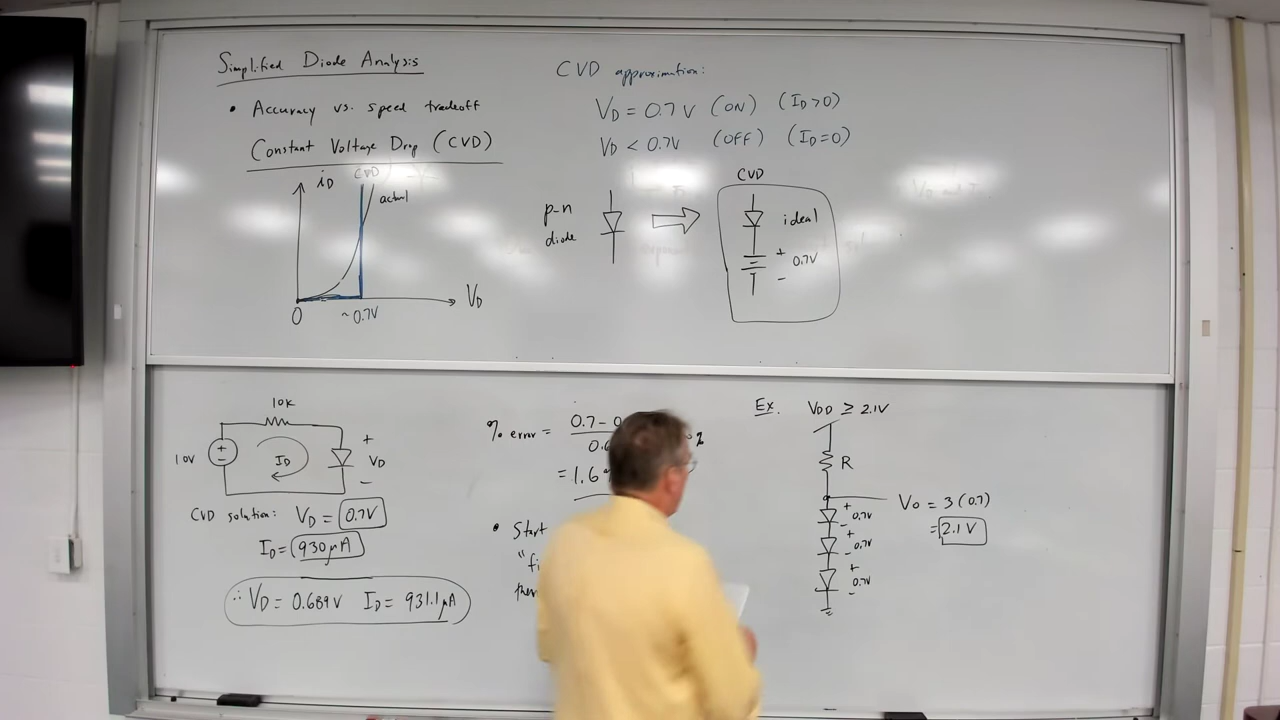 Simplified Diode Analysis
• Accuracy vs. speed tradeoff
Constant Voltage Drop (CVD)
iD
CVD
actual
0
~0.7V
VD
CVD approximation:
VD = 0.7V (ON) (ID>0)
VD < 0.7V (OFF) (ID=0)
p-n
diode
CVD
ideal
+ 0.7V
-
10K
10V
+
-
ID
+
VD
-
CVD solution: VD = 0.7V
ID = 930μA
∴ VD = 0.689V ID = 931.1μA
% error = 0.7-0
0.6
= 1.6
• Start
Ex. VDD ≥ 2.1V
R
Vo = 3(0.7)
= 2.1V
+
0.7V
-
+
0.7V
-
+
0.7V
-